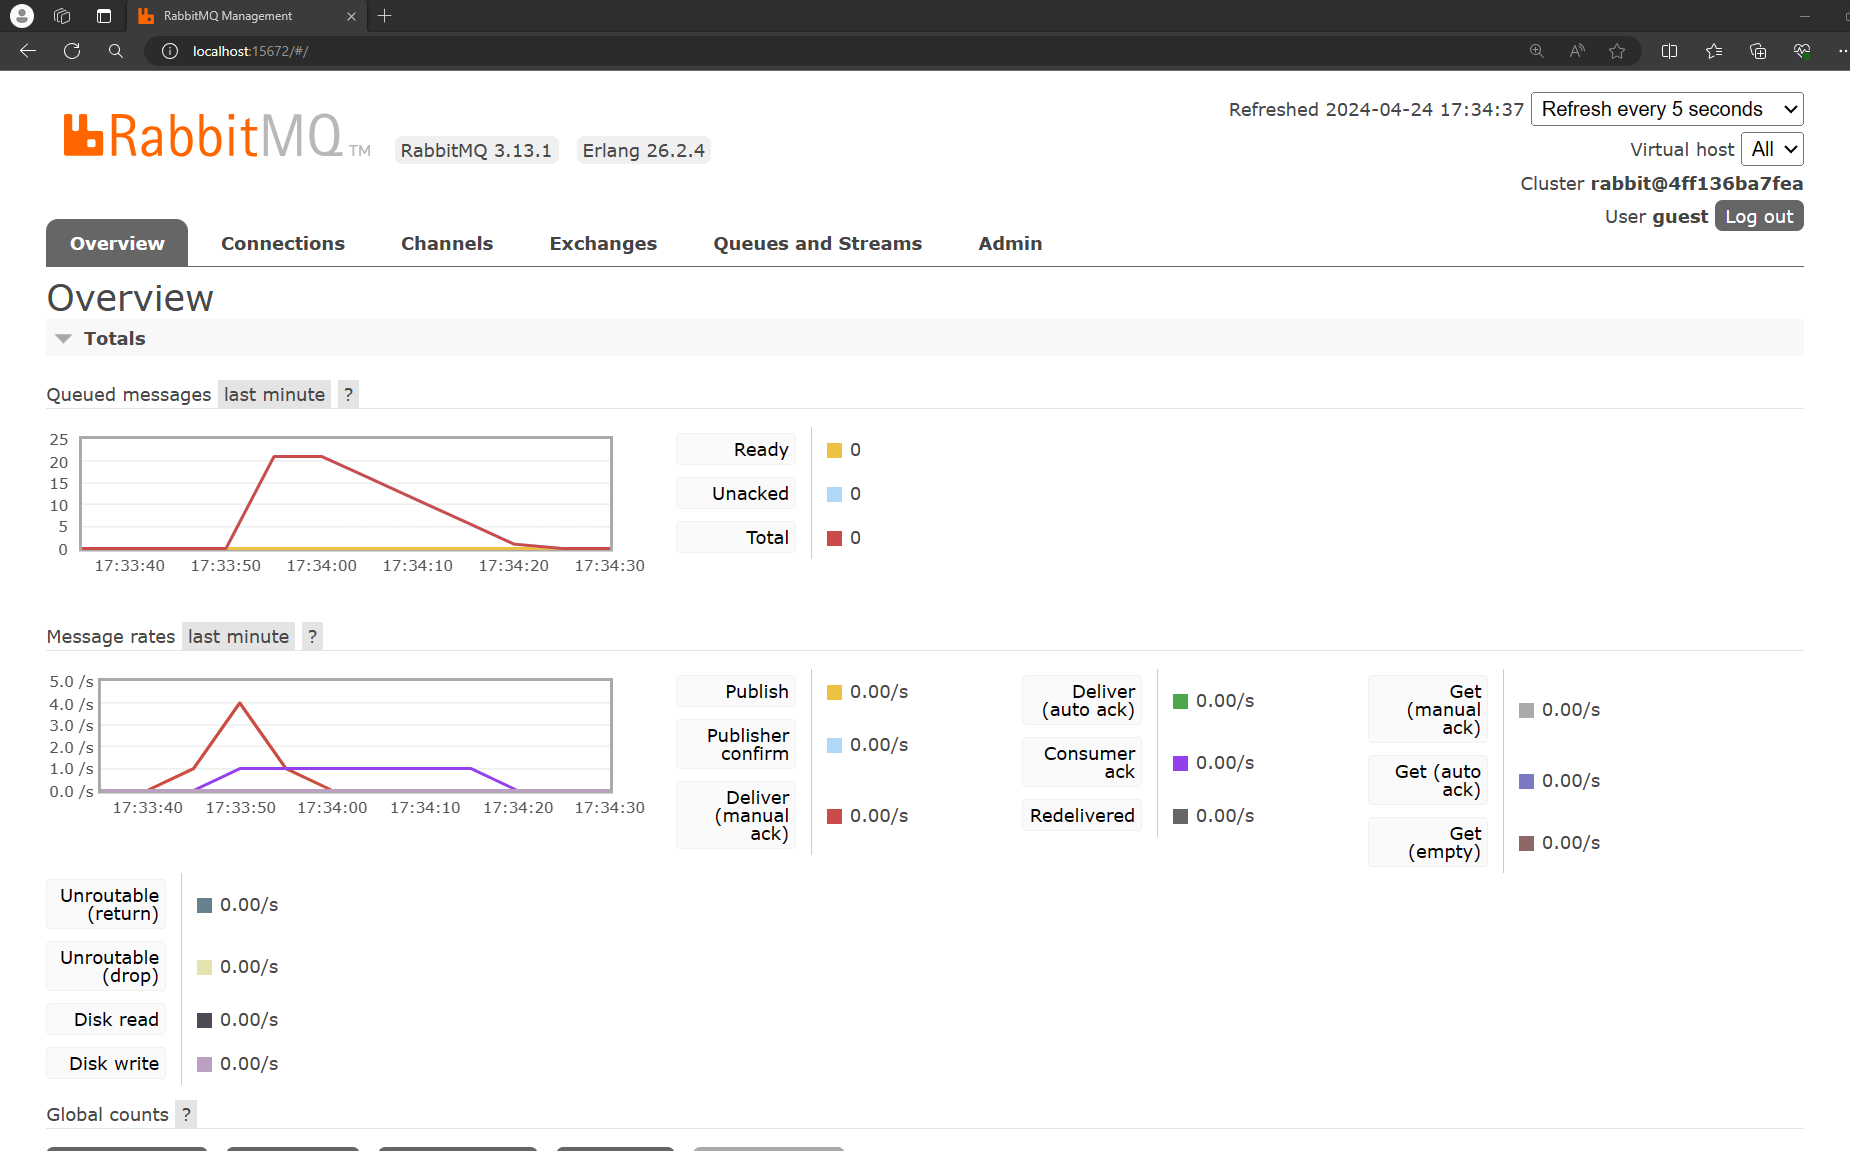 RabbitMQ Management
localhost:15672/#/
RabbitMQ TM
RabbitMQ 3.13.1
Erlang 26.2.4
Refreshed 2024-04-24 17:34:37
Refresh every 5 seconds
Virtual host
All
Cluster rabbit@4ff136ba7fea
User guest
Log out
Overview
Connections
Channels
Exchanges
Queues and Streams
Admin
Overview
Totals
Queued messages last minute ?
25
20
15
10
5
0
17:33:40 17:33:50 17:34:00 17:34:10 17:34:20 17:34:30
Ready 0
Unacked 0
Total 0
Message rates last minute ?
5.0 /s
4.0 /s
3.0 /s
2.0 /s
1.0 /s
0.0 /s
17:33:40 17:33:50 17:34:00 17:34:10 17:34:20 17:34:30
Publish 0.00/s
Publisher
confirm 0.00/s
Deliver
(manual
ack) 0.00/s
Deliver
(auto ack) 0.00/s
Consumer
ack 0.00/s
Redelivered 0.00/s
Get
(manual
ack) 0.00/s
Get (auto
ack) 0.00/s
Get
(empty) 0.00/s
Unroutable
(return) 0.00/s
Unroutable
(drop) 0.00/s
Disk read 0.00/s
Disk write 0.00/s
Global counts ?